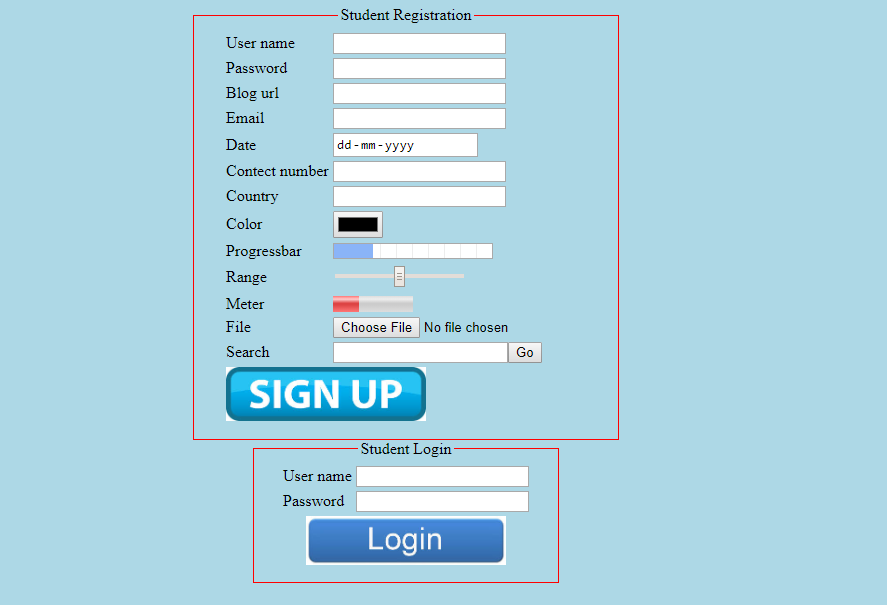 Student Registration
User name
Password
Blog url
Email
Date dd-mm-yyyy
Contect number
Country
Color
Progressbar
Range
Meter
File Choose File No file chosen
Search Go
SIGN UP
Student Login
User name
Password
Login